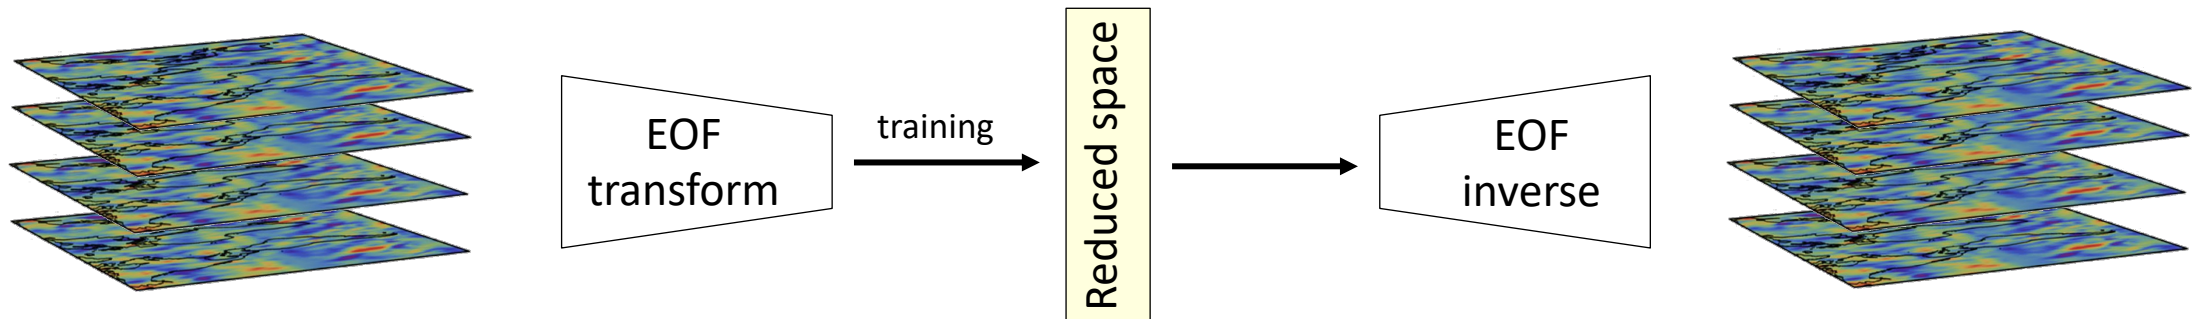 EOF
transform
training
Reduced space
EOF
inverse